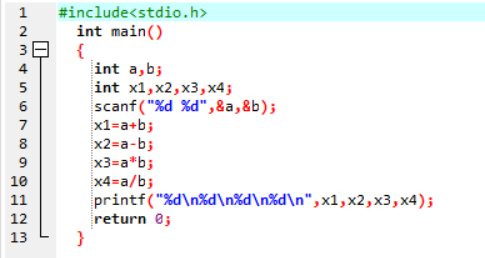 1 #include<stdio.h>
2 int main()
3 {
4 int a,b;
5 int x1,x2,x3,x4;
6 scanf("%d %d",&a,&b);
7 x1=a+b;
8 x2=a-b;
9 x3=a*b;
10 x4=a/b;
11 printf("%d\n%d\n%d\n%d\n",x1,x2,x3,x4);
12 return 0;
13 }